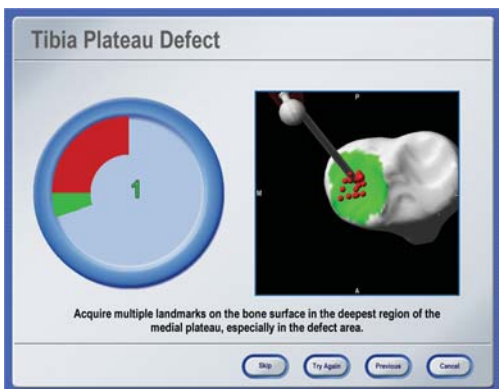 Tibia Plateau Defect
1
P
M
A
Acquire multiple landmarks on the bone surface in the deepest region of the
medial plateau, especially in the defect area.
Skip
Try Again
Previous
Cancel